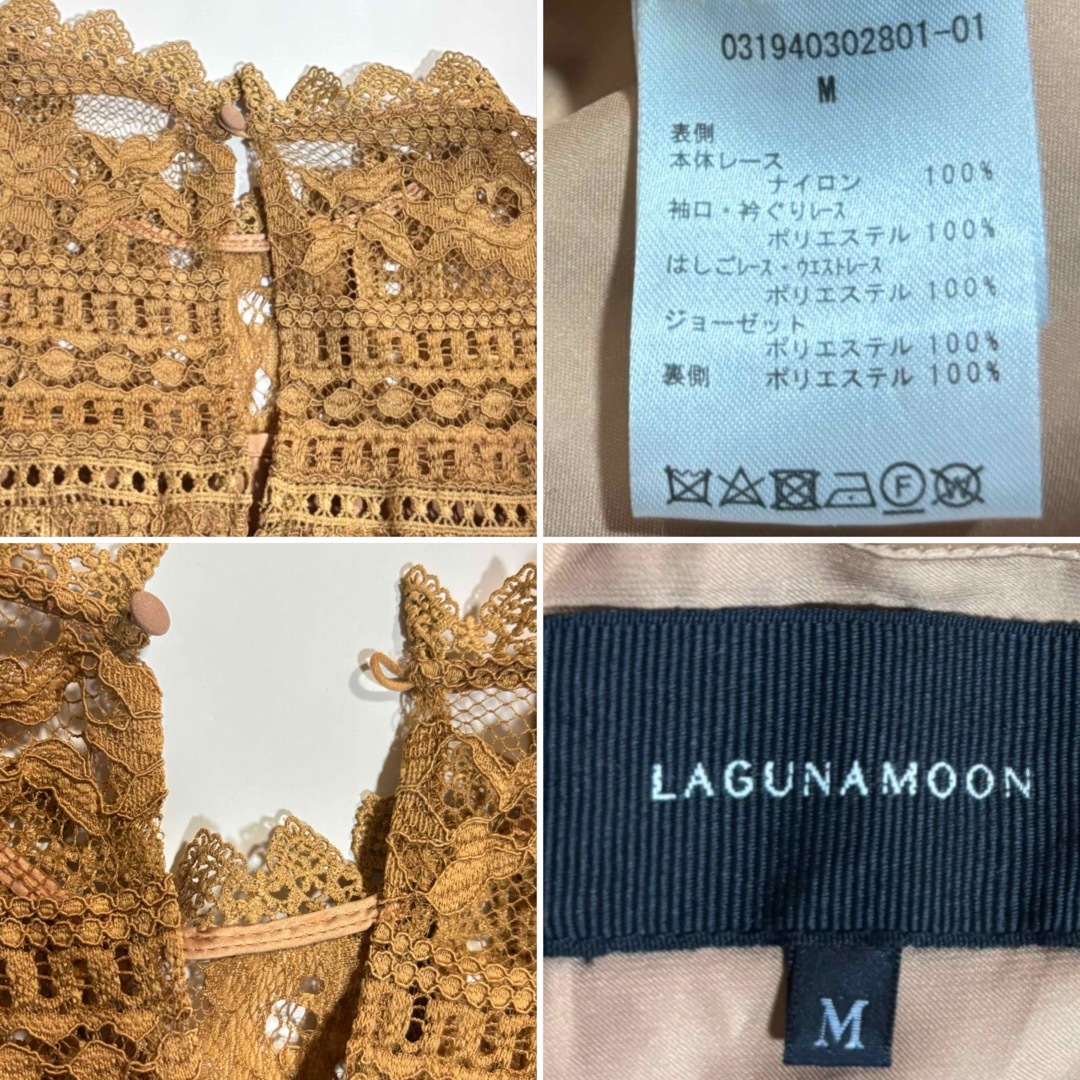 031940302801-01
M
表側
本体レース
ナイロン 100%
袖口・衿ぐりﾚｰｽ
ポリエステル 100%
はしごﾚｰｽ・ｳｴｽﾄﾚｰｽ
ポリエステル 100%
ジョーゼット
ポリエステル 100%
裏側 ポリエステル 100%
F W
LAGUNAMOON
M